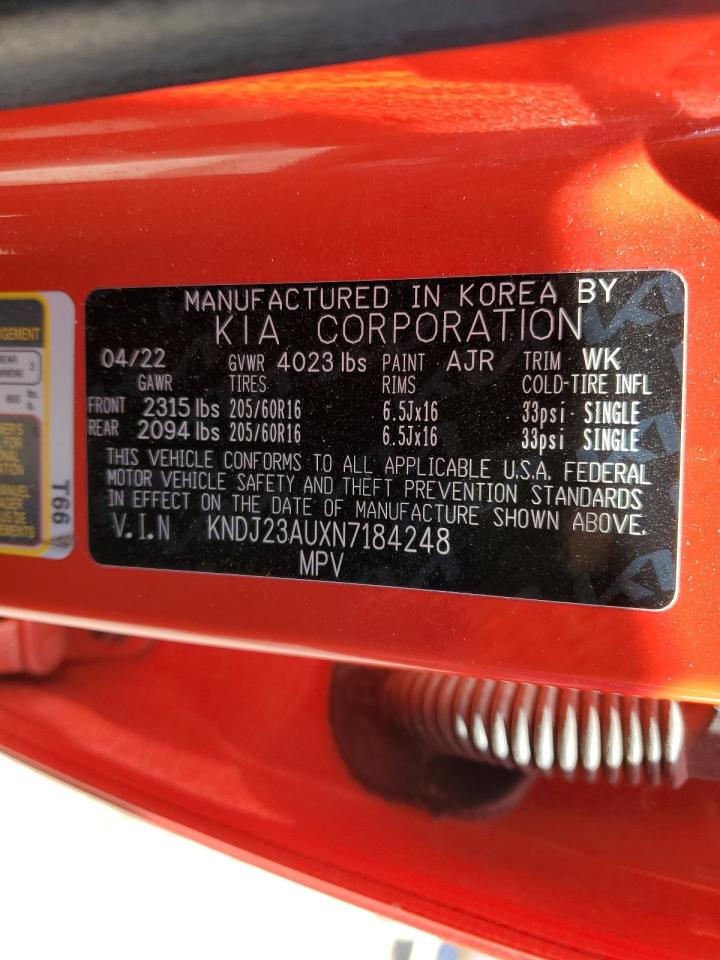 MANUFACTURED IN KOREA BY
KIA CORPORATION
04/22 GVWR 4023 lbs PAINT AJR TRIM WK
GAWR TIRES RIMS COLD-TIRE INFL
FRONT 2315 lbs 205/60R16 6.5Jx16 33psi SINGLE
REAR 2094 lbs 205/60R16 6.5Jx16 33psi SINGLE
THIS VEHICLE CONFORMS TO ALL APPLICABLE U.S.A. FEDERAL
MOTOR VEHICLE SAFETY AND THEFT PREVENTION STANDARDS
IN EFFECT ON THE DATE OF MANUFACTURE SHOWN ABOVE.
V.I.N KNDJ23AUXN7184248
MPV
REAR
lbs.
FOR
T66